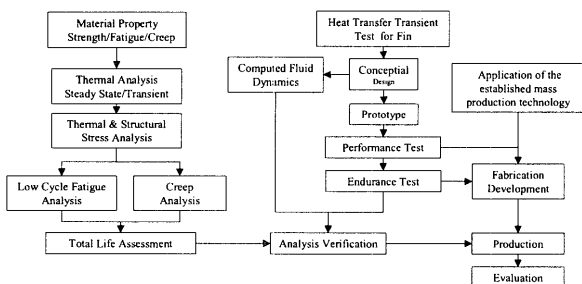 Material Property
Strength/Fatigue/Creep
Thermal Analysis
Steady State/Transient
Thermal & Structural
Stress Analysis
Low Cycle Fatigue
Analysis
Creep
Analysis
Total Life Assessment
Heat Transfer Transient
Test for Fin
Computed Fluid
Dynamics
Conceptial
Design
Prototype
Performance Test
Endurance Test
Analysis Verification
Application of the
established mass
production technology
Fabrication
Development
Production
Evaluation